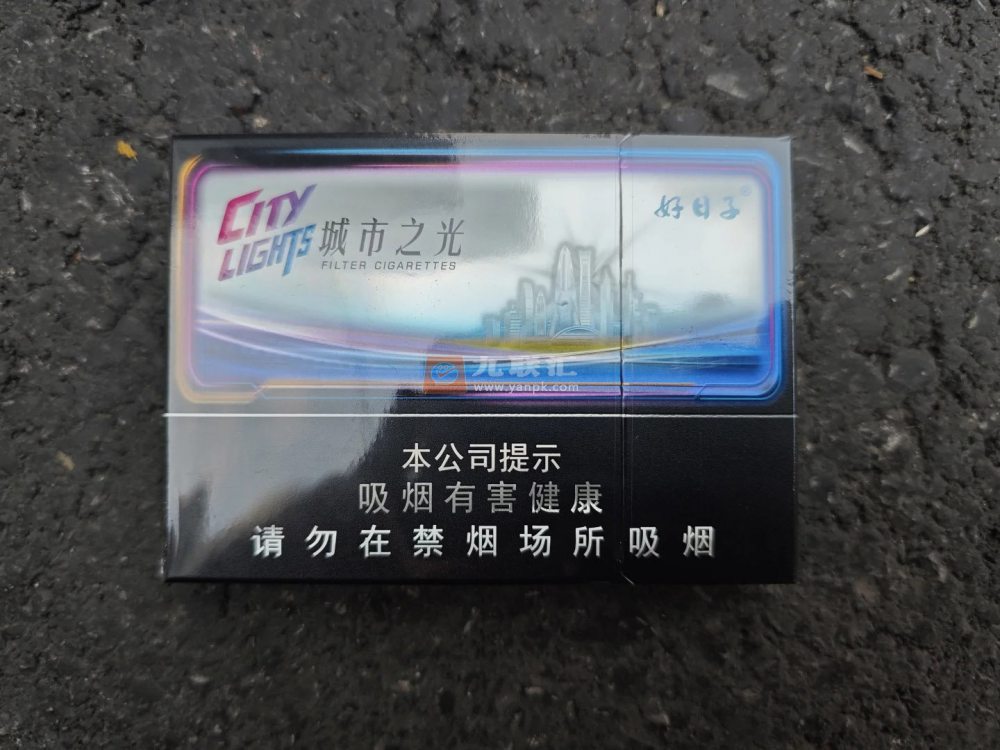 CITY LIGHTS
城市之光
FILTER CIGARETTES
好日子®
www.yanpk.com
本公司提示
吸烟有害健康
请勿在禁烟场所吸烟